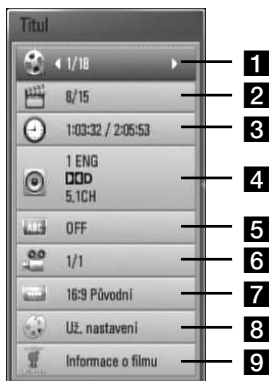 Titul
1/18 1
8/15 2
1:03:32 / 2:05:53 3
1 ENG
5.1CH 4
ABC OFF 5
1/1 6
16:9 Původní 7
Už. nastavení 8
Informace o filmu 9